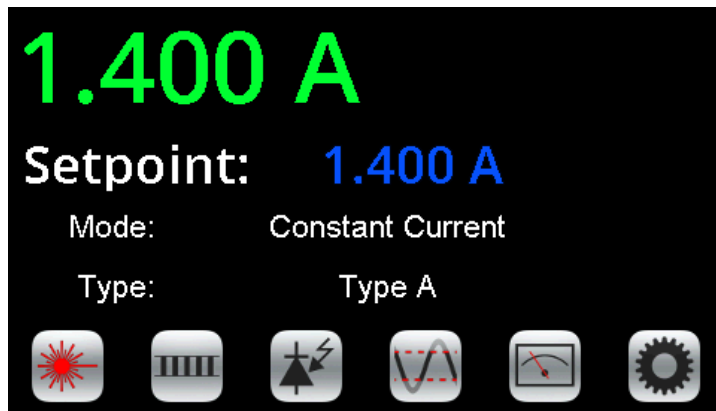 1.400 A
Setpoint: 1.400 A
Mode: Constant Current
Type: Type A